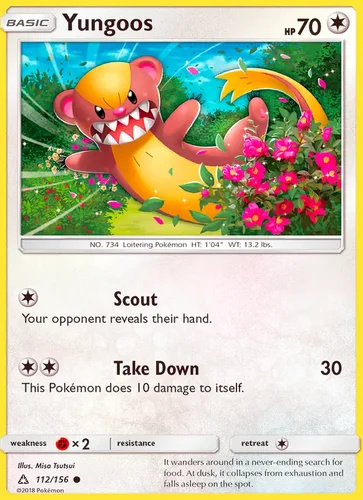 BASIC Yungoos HP 70
NO. 734 Loitering Pokémon HT: 1'04" WT: 13.2 lbs.
Scout
Your opponent reveals their hand.
Take Down 30
This Pokémon does 10 damage to itself.
weakness × 2 resistance retreat
Illus. Misa Tsutsui
112/156
©2018 Pokémon
It wanders around in a never-ending search for
food. At dusk, it collapses from exhaustion and
falls asleep on the spot.